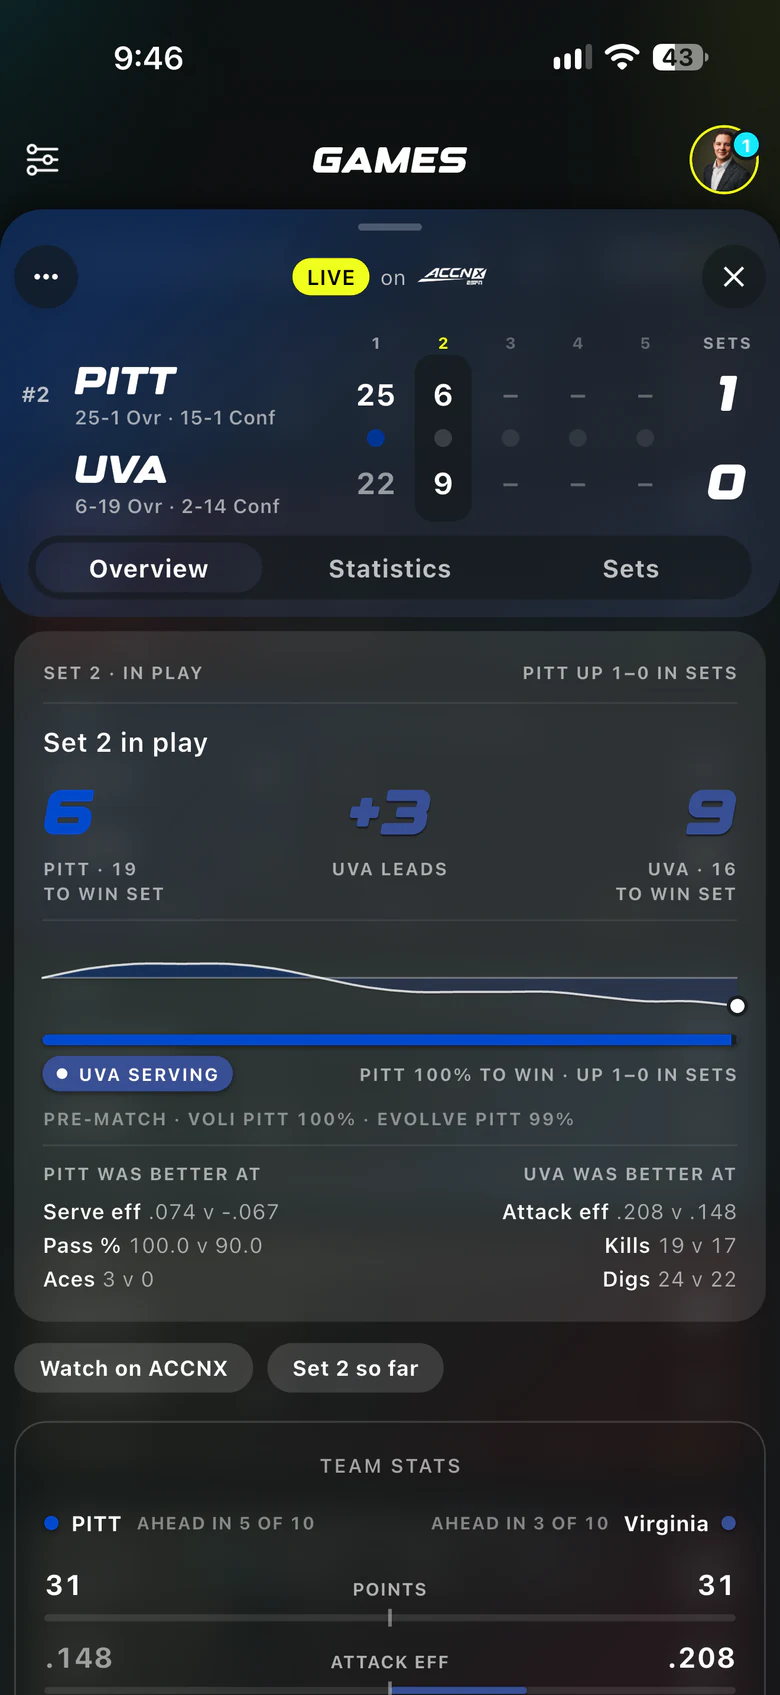 9:46
43
GAMES
1
LIVE on ACCNX
ESPN
1 2 3 4 5 SETS
#2 PITT 25 6 – – – 1
25-1 Ovr · 15-1 Conf
UVA 22 9 – – – 0
6-19 Ovr · 2-14 Conf
Overview Statistics Sets
SET 2 · IN PLAY PITT UP 1–0 IN SETS
Set 2 in play
6 +3 9
PITT · 19 UVA LEADS UVA · 16
TO WIN SET TO WIN SET
UVA SERVING PITT 100% TO WIN · UP 1–0 IN SETS
PRE-MATCH · VOLI PITT 100% · EVOLLVE PITT 99%
PITT WAS BETTER AT UVA WAS BETTER AT
Serve eff .074 v -.067 Attack eff .208 v .148
Pass % 100.0 v 90.0 Kills 19 v 17
Aces 3 v 0 Digs 24 v 22
Watch on ACCNX Set 2 so far
TEAM STATS
PITT AHEAD IN 5 OF 10 AHEAD IN 3 OF 10 Virginia
31 POINTS 31
.148 ATTACK EFF .208